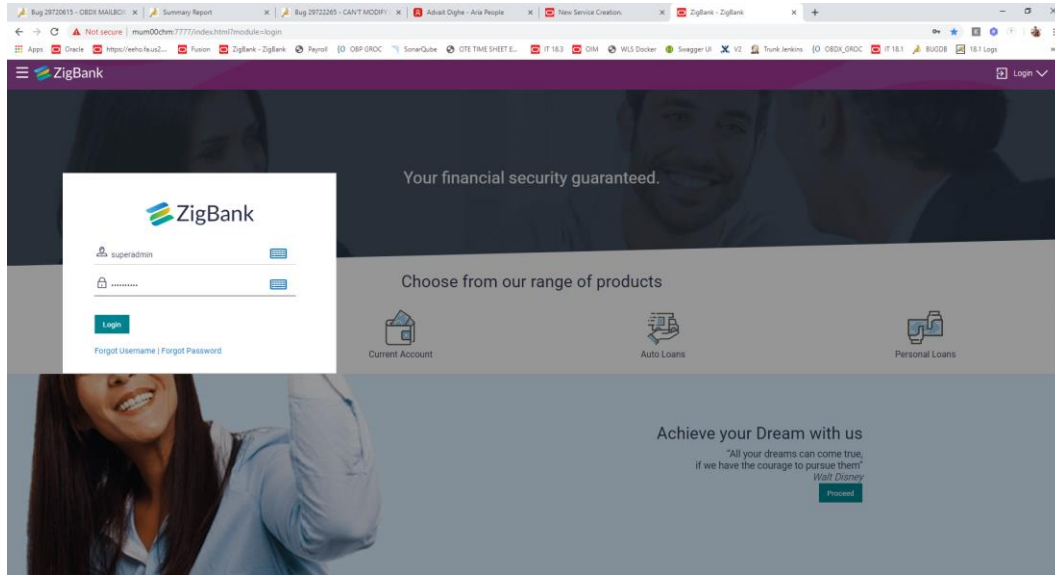 Bug 29720615 - OBDX MAILBOX
Summary Report
Bug 29722265 - CAN'T MODIFY
Advait Dighe - Aria People
New Service Creation.
ZigBank - ZigBank
Not secure | mum00chm:7777/index.html?module=login
Apps
Oracle
https://eeho.fa.us2...
Fusion
ZigBank - ZigBank
Payroll
OBP GROC
SonarQube
OTE TIME SHEET E...
IT 18.3
OIM
WLS Docker
Swagger UI
V2
Trunk Jenkins
OBDX_GROC
IT 18.1
BUGDB
18.1 Logs
ZigBank
Login
Your financial security guaranteed.
ZigBank
superadmin
Login
Forgot Username | Forgot Password
Choose from our range of products
Current Account
Auto Loans
Personal Loans
Achieve your Dream with us
"All your dreams can come true,
if we have the courage to pursue them"
Walt Disney
Proceed